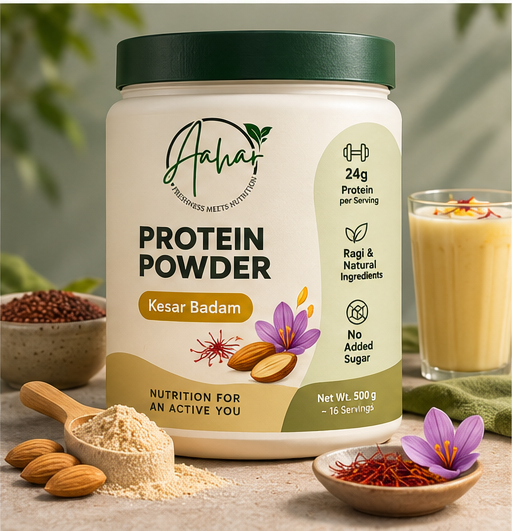 Aahar
FRESHNESS MEETS NUTRITION
PROTEIN
POWDER
Kesar Badam
NUTRITION FOR
AN ACTIVE YOU
24g
Protein
per Serving
Ragi &
Natural
Ingredients
No
Added
Sugar
Net Wt. 500 g
~ 16 Servings